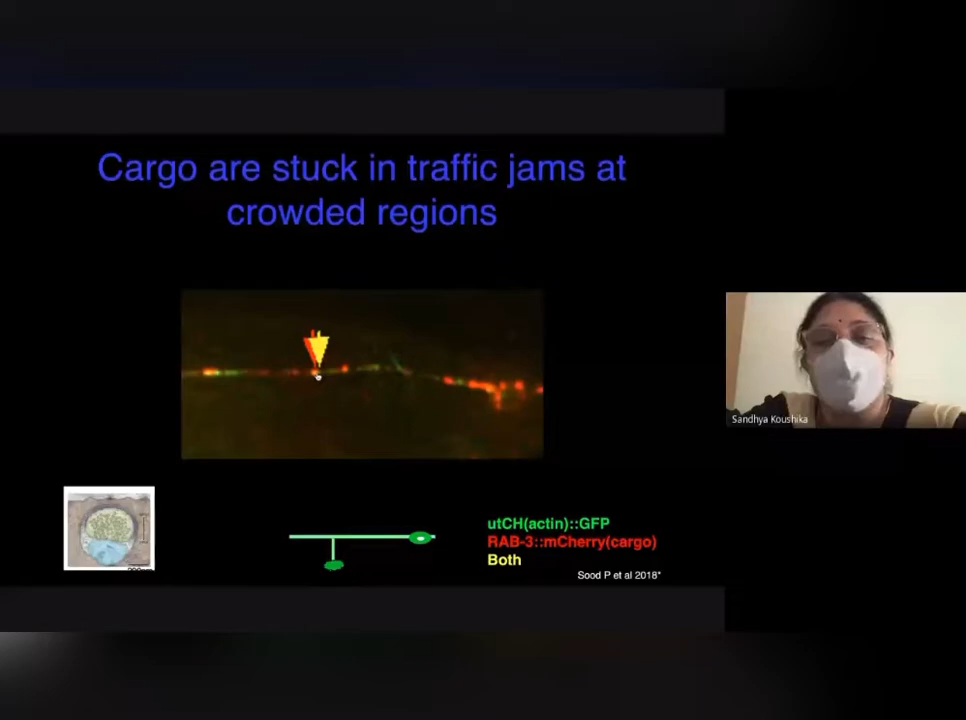 Cargo are stuck in traffic jams at
crowded regions
Sandhya Koushika
utCH(actin)::GFP
RAB-3::mCherry(cargo)
Both
Sood P et al 2018*